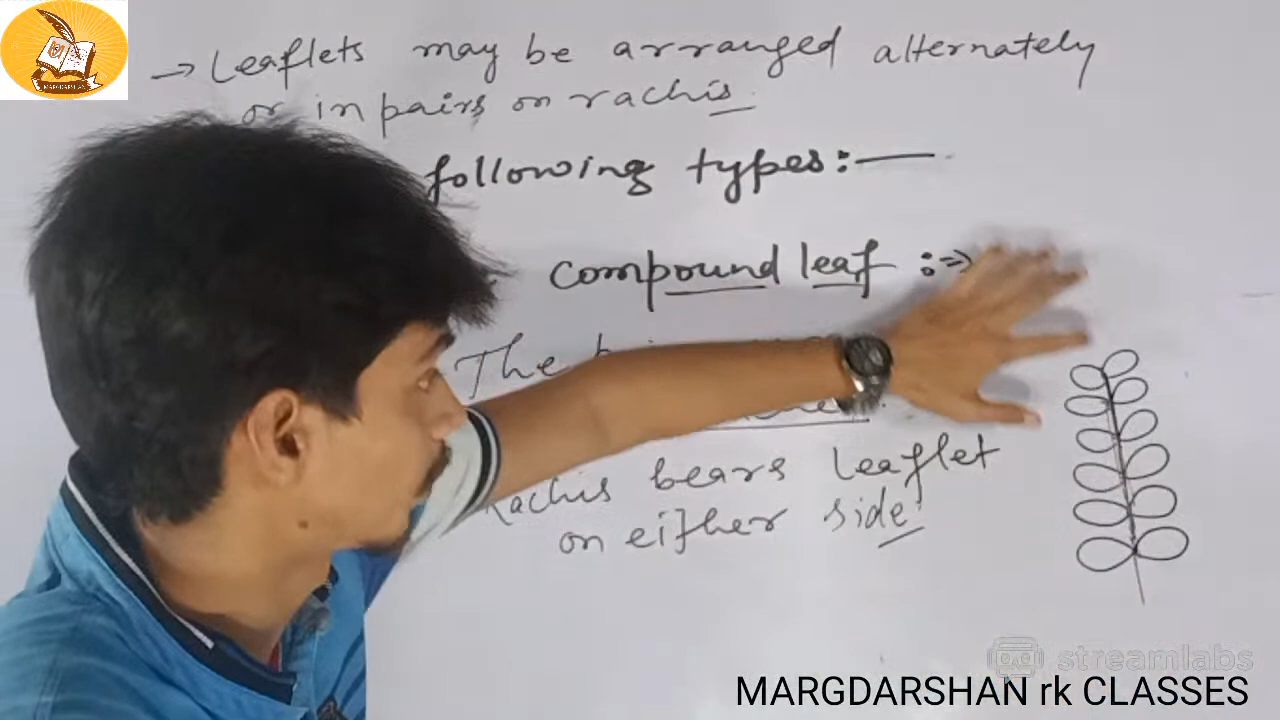 MARGDARSHAN
→ Leaflets may be arranged alternately
or in pairs on rachis.
following types:—
compound leaf :⇒
The
Rachis bears leaflet
on either side.
streamlabs
MARGDARSHAN rk CLASSES